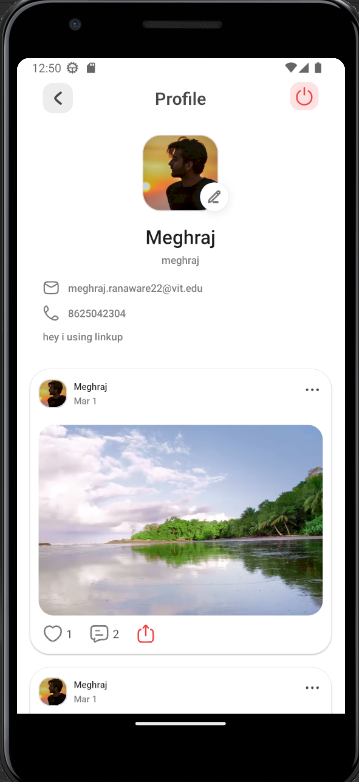 12:50
Profile
Meghraj
meghraj
meghraj.ranaware22@vit.edu
8625042304
hey i using linkup
Meghraj
Mar 1
1
2
Meghraj
Mar 1